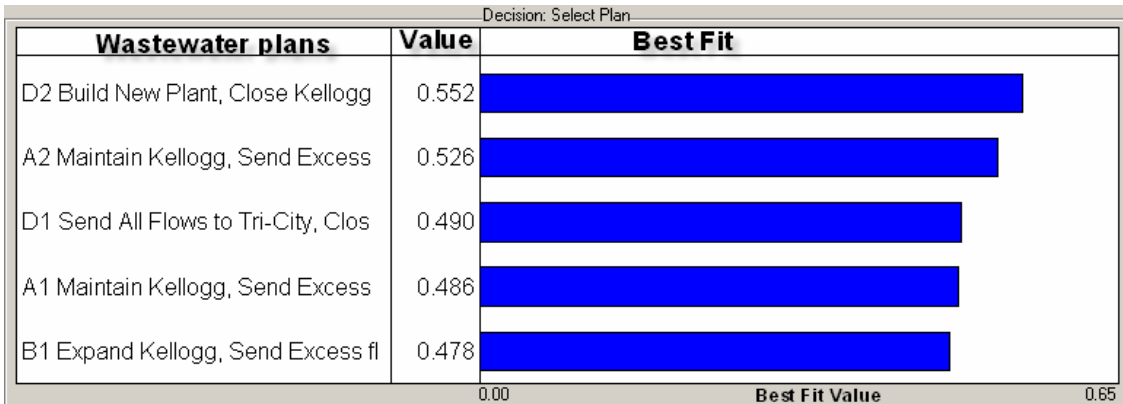 Decision: Select Plan
Wastewater plans Value Best Fit
D2 Build New Plant, Close Kellogg 0.552
A2 Maintain Kellogg, Send Excess 0.526
D1 Send All Flows to Tri-City, Clos 0.490
A1 Maintain Kellogg, Send Excess 0.486
B1 Expand Kellogg, Send Excess fl 0.478
0.00 Best Fit Value 0.65